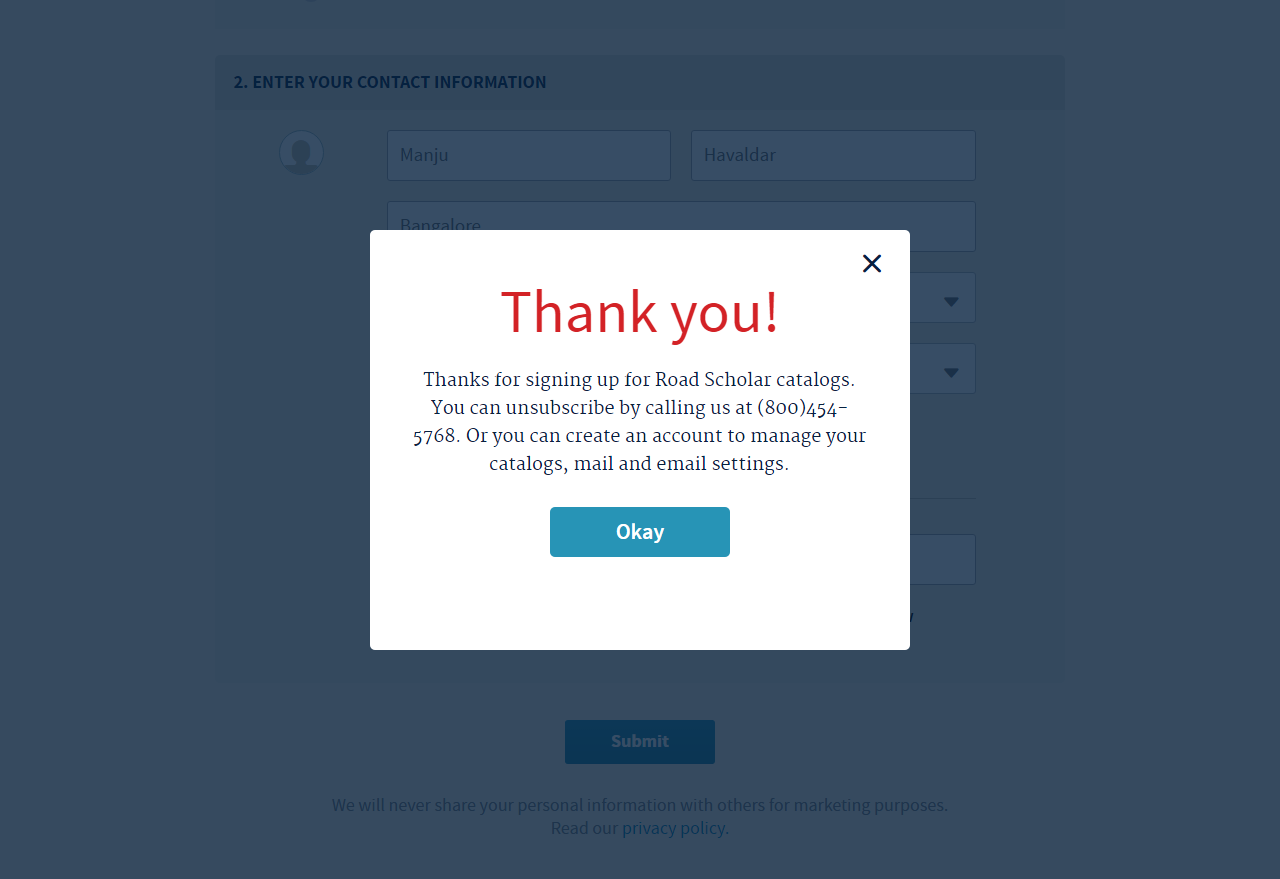 2. ENTER YOUR CONTACT INFORMATION
Manju
Havaldar
Bangalore
Thank you!
Thanks for signing up for Road Scholar catalogs.
You can unsubscribe by calling us at (800)454-
5768. Or you can create an account to manage your
catalogs, mail and email settings.
Okay
Submit
We will never share your personal information with others for marketing purposes.
Read our privacy policy.